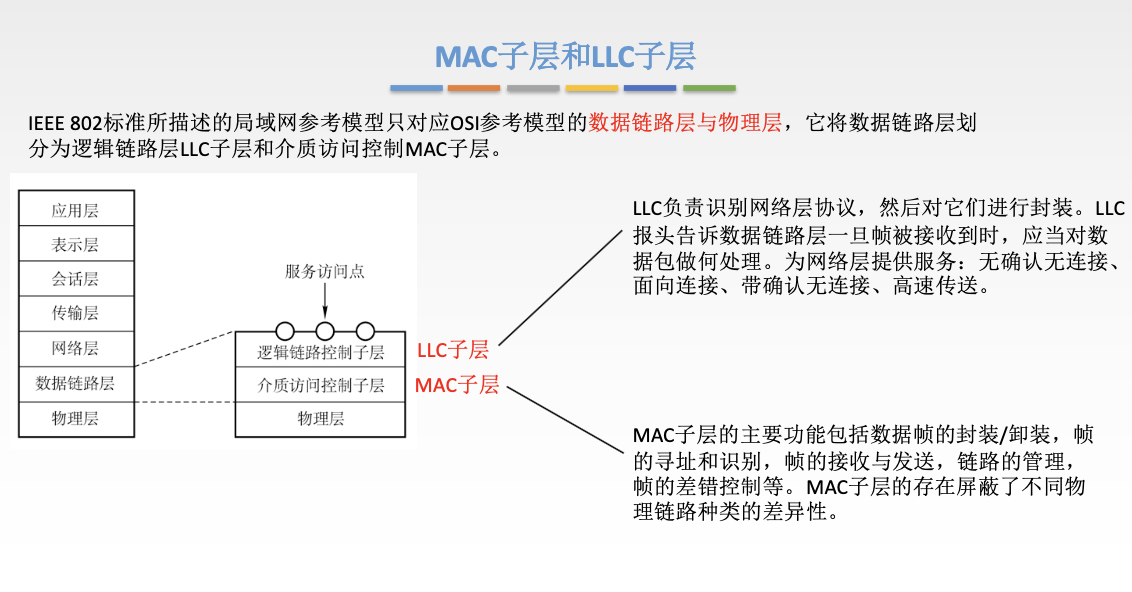 MAC子层和LLC子层
IEEE 802标准所描述的局域网参考模型只对应OSI参考模型的数据链路层与物理层，它将数据链路层划
分为逻辑链路层LLC子层和介质访问控制MAC子层。
应用层
表示层
会话层
传输层
网络层
数据链路层
物理层
服务访问点
逻辑链路控制子层
介质访问控制子层
物理层
LLC子层
MAC子层
LLC负责识别网络层协议，然后对它们进行封装。LLC
报头告诉数据链路层一旦帧被接收到时，应当对数
据包做何处理。为网络层提供服务：无确认无连接、
面向连接、带确认无连接、高速传送。
MAC子层的主要功能包括数据帧的封装/卸装，帧
的寻址和识别，帧的接收与发送，链路的管理，
帧的差错控制等。MAC子层的存在屏蔽了不同物
理链路种类的差异性。